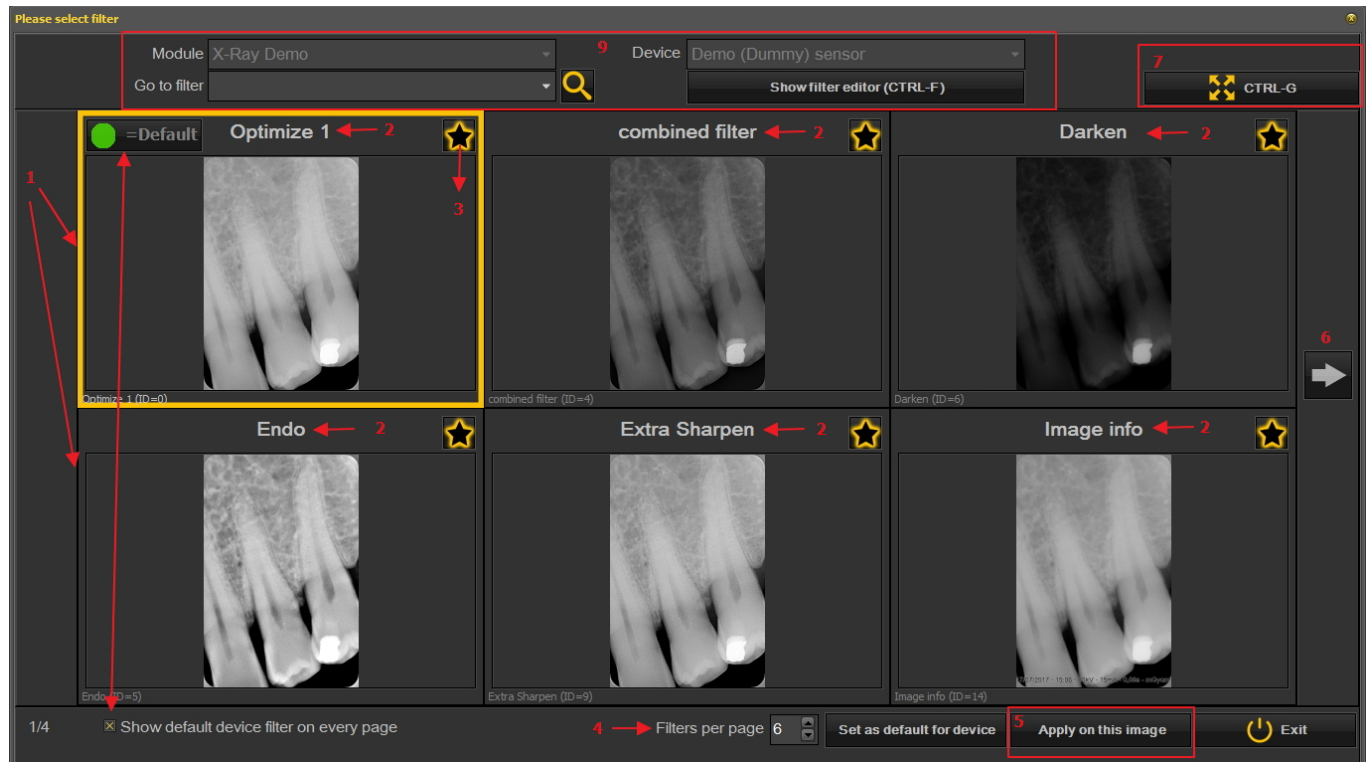 Please select filter
Module X-Ray Demo 9 Device Demo (Dummy) sensor 7
Go to filter Show filter editor (CTRL-F) CTRL-G
=Default Optimize 1 2 combined filter 2 Darken 2
1 3
6
Optimize 1 (ID=0) combined filter (ID=4) Darken (ID=6)
Endo 2 Extra Sharpen 2 Image info 2
Endo (ID=5) Extra Sharpen (ID=9) Image info (ID=14)
1/4 Show default device filter on every page 4 Filters per page 6 Set as default for device 5 Apply on this image Exit